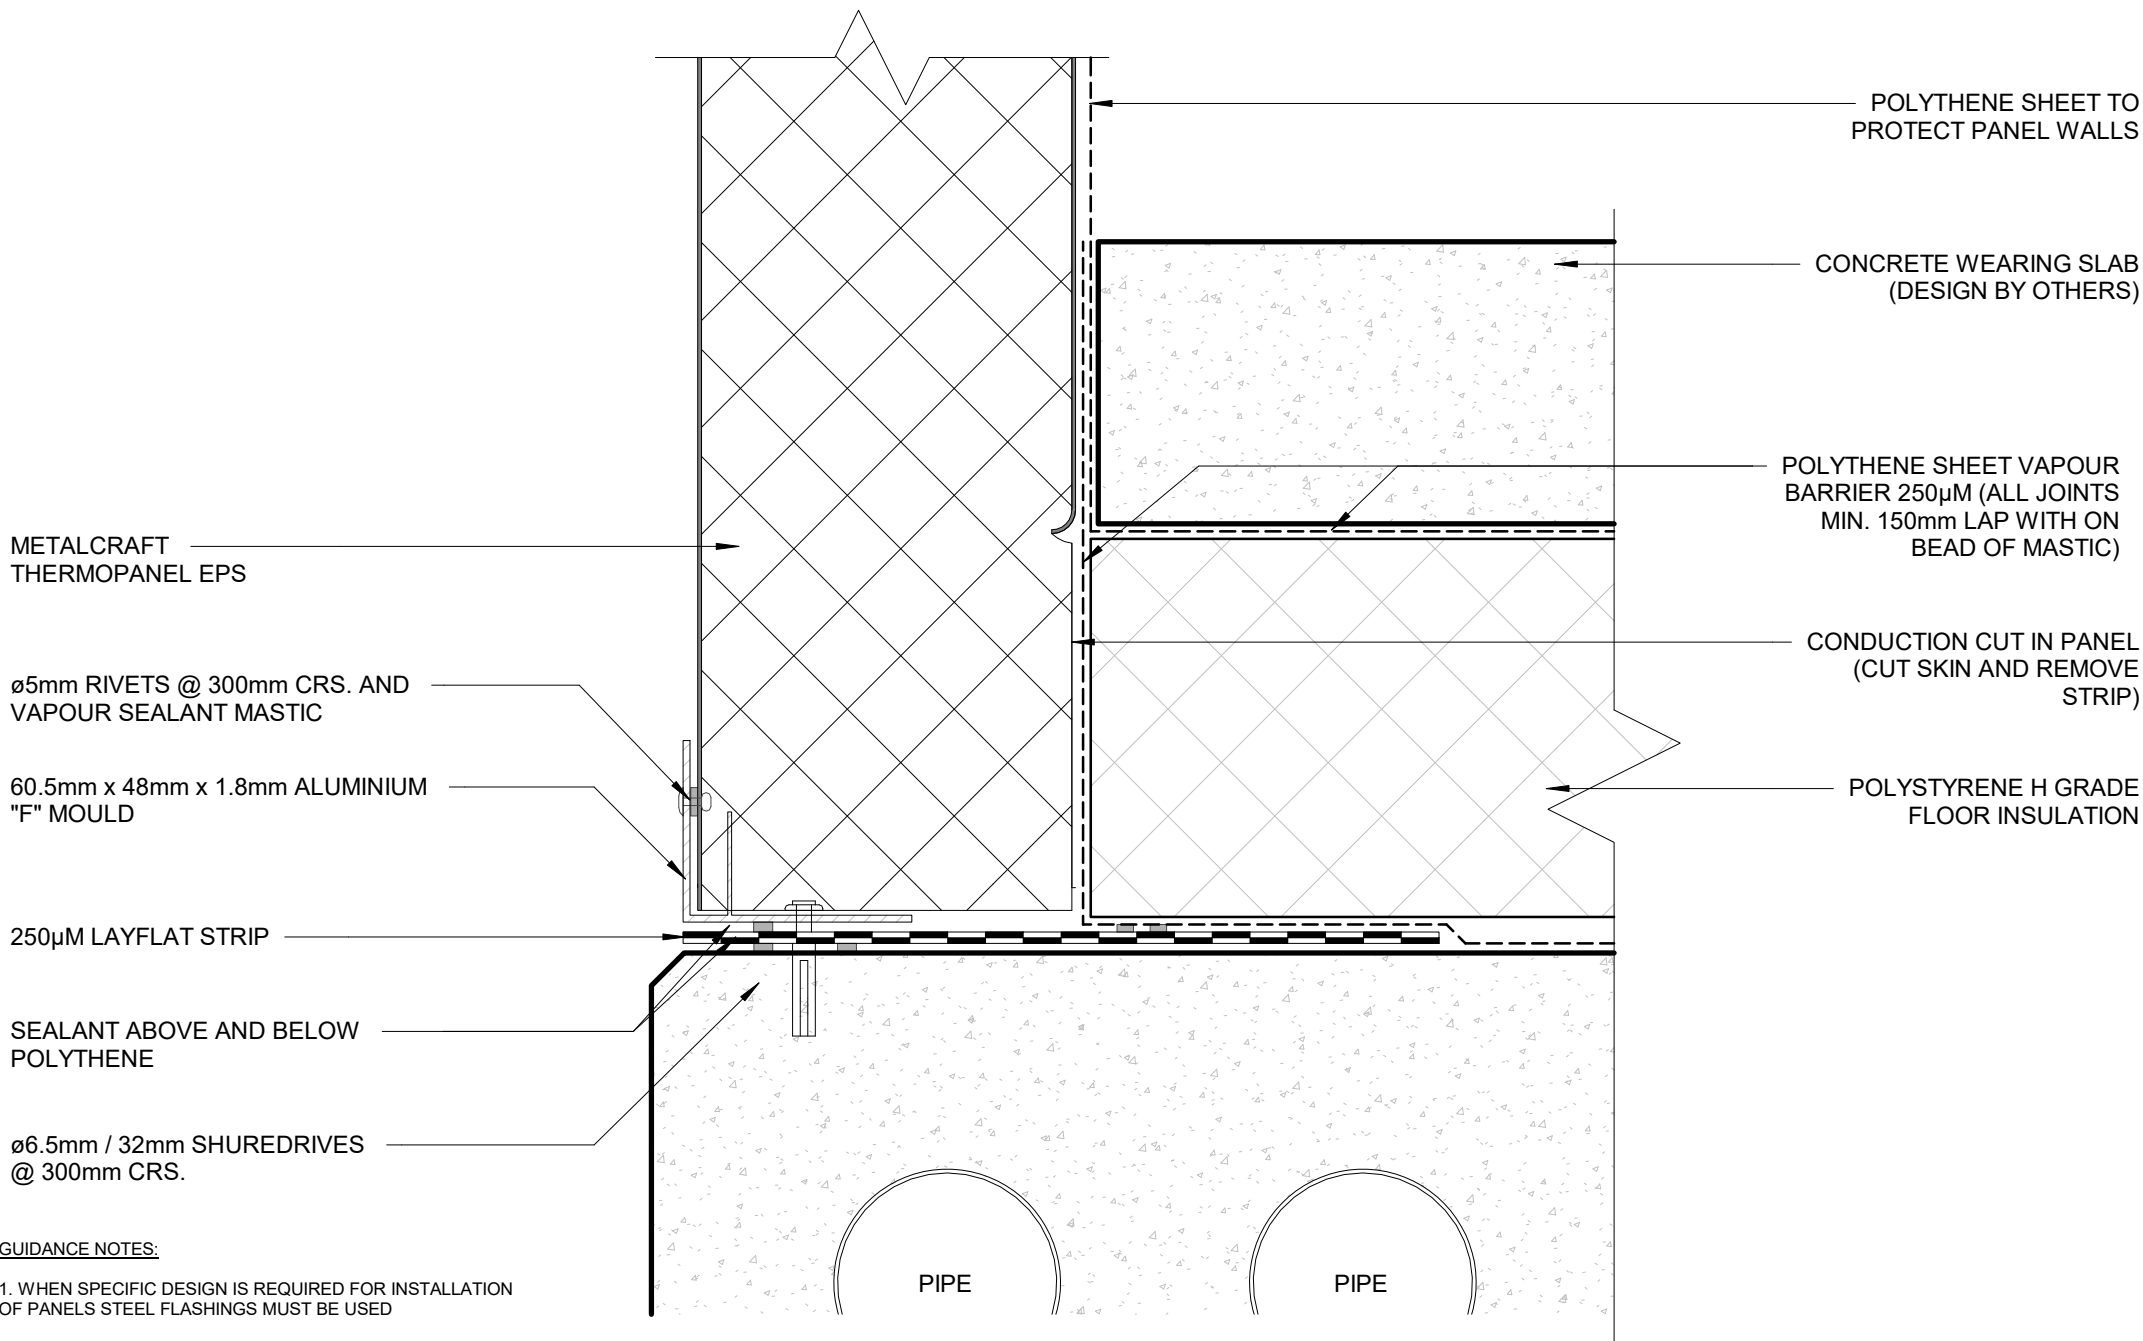 POLYTHENE SHEET TO
PROTECT PANEL WALLS
CONCRETE WEARING SLAB
(DESIGN BY OTHERS)
POLYTHENE SHEET VAPOUR
BARRIER 250µM (ALL JOINTS
MIN. 150mm LAP WITH ON
BEAD OF MASTIC)
METALCRAFT
THERMOPANEL EPS
CONDUCTION CUT IN PANEL
(CUT SKIN AND REMOVE
STRIP)
ø5mm RIVETS @ 300mm CRS. AND
VAPOUR SEALANT MASTIC
60.5mm x 48mm x 1.8mm ALUMINIUM
"F" MOULD
POLYSTYRENE H GRADE
FLOOR INSULATION
250µM LAYFLAT STRIP
SEALANT ABOVE AND BELOW
POLYTHENE
ø6.5mm / 32mm SHUREDRIVES
@ 300mm CRS.
GUIDANCE NOTES:
1. WHEN SPECIFIC DESIGN IS REQUIRED FOR INSTALLATION
OF PANELS STEEL FLASHINGS MUST BE USED
PIPE
PIPE